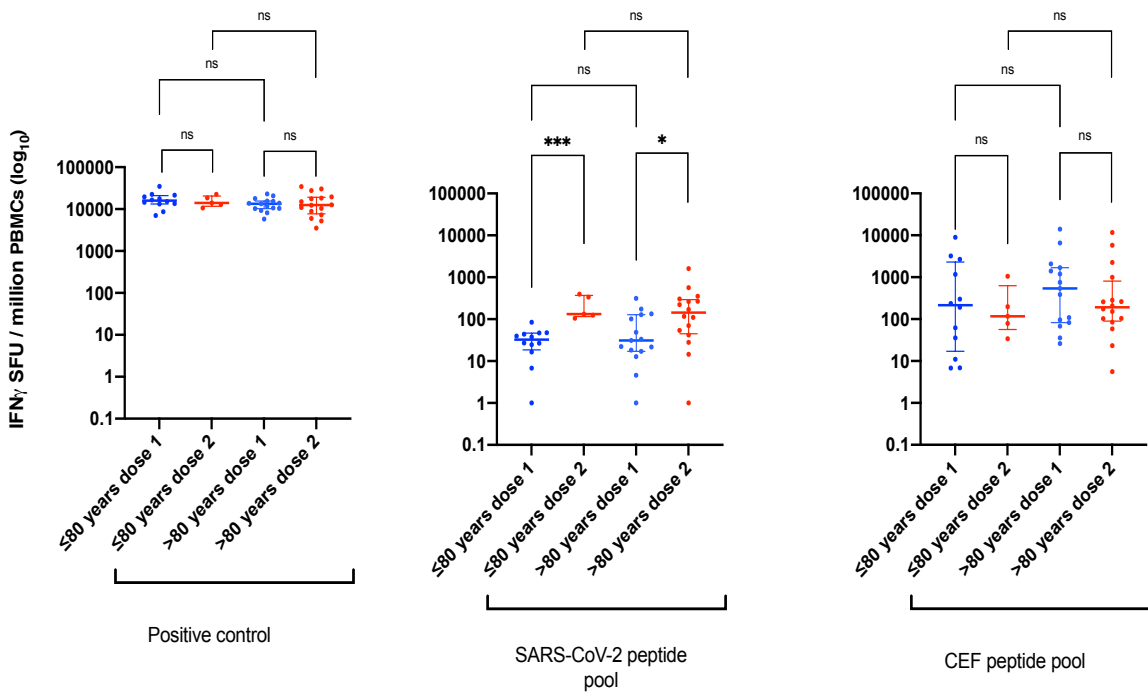 IFNγ SFU / million PBMCs (log10)
ns
ns
ns
ns
100000
10000
1000
100
10
1
0.1
≤80 years dose 1
≤80 years dose 2
>80 years dose 1
>80 years dose 2
Positive control
ns
ns
***
*
100000
10000
1000
100
10
1
0.1
≤80 years dose 1
≤80 years dose 2
>80 years dose 1
>80 years dose 2
SARS-CoV-2 peptide
pool
ns
ns
ns
ns
100000
10000
1000
100
10
1
0.1
≤80 years dose 1
≤80 years dose 2
>80 years dose 1
>80 years dose 2
CEF peptide pool